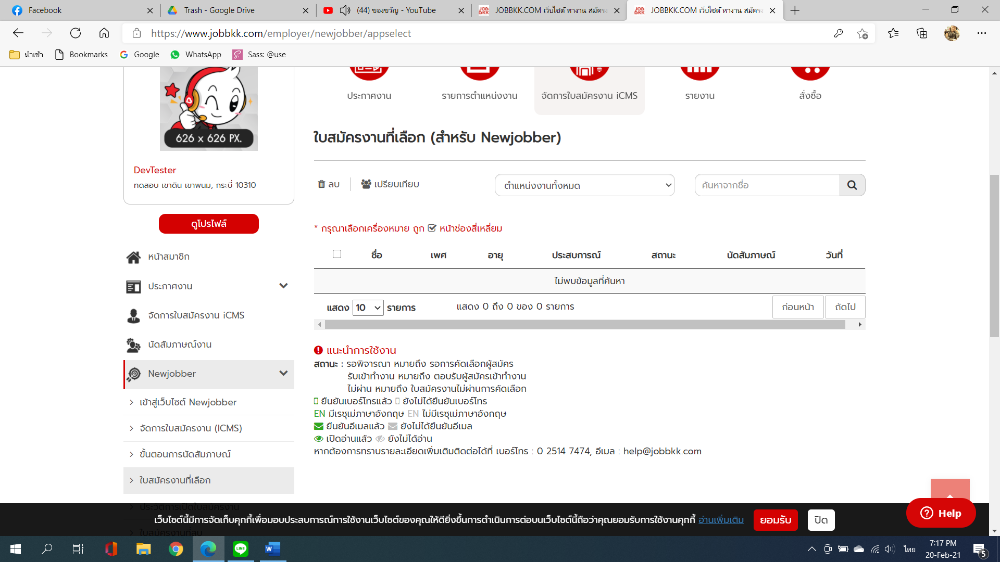 Facebook
Trash - Google Drive
(44) ของขวัญ - YouTube
JOBBKK.COM เว็บไซต์ หางาน สมัครง
JOBBKK.COM เว็บไซต์ หางาน สมัครง
https://www.jobbkk.com/employer/newjobber/appselect
นำเข้า
Bookmarks
Google
WhatsApp
Sass: @use
ประกาศงาน
รายการตำแหน่งงาน
จัดการใบสมัครงาน iCMS
รายงาน
สั่งซื้อ
626 x 626 PX.
DevTester
ทดสอบ เขาดิน เขาพนม, กระบี่ 10310
ดูโปรไฟล์
หน้าสมาชิก
ประกาศงาน
จัดการใบสมัครงาน iCMS
นัดสัมภาษณ์งาน
Newjobber
เข้าสู่เว็บไซต์ Newjobber
จัดการใบสมัครงาน (ICMS)
ขั้นตอนการนัดสัมภาษณ์
ใบสมัครงานที่เลือก
ประวัติการเปิดใบสมัครงาน
ใบสมัครงานที่ลบ
ใบสมัครงานที่เลือก (สำหรับ Newjobber)
ลบ
เปรียบเทียบ
ตำแหน่งงานทั้งหมด
ค้นหาจากชื่อ
* กรุณาเลือกเครื่องหมาย ถูก หน้าช่องสี่เหลี่ยม
ชื่อ เพศ อายุ ประสบการณ์ สถานะ นัดสัมภาษณ์ วันที่
ไม่พบข้อมูลที่ค้นหา
แสดง 10 รายการ
แสดง 0 ถึง 0 ของ 0 รายการ
ก่อนหน้า
ถัดไป
แนะนำการใช้งาน
สถานะ : รอพิจารณา หมายถึง รอการคัดเลือกผู้สมัคร
รับเข้าทำงาน หมายถึง ตอบรับผู้สมัครเข้าทำงาน
ไม่ผ่าน หมายถึง ใบสมัครงานไม่ผ่านการคัดเลือก
ยืนยันเบอร์โทรแล้ว ยังไม่ได้ยืนยันเบอร์โทร
EN มีเรซุเม่ภาษาอังกฤษ EN ไม่มีเรซุเม่ภาษาอังกฤษ
ยืนยันอีเมลแล้ว ยังไม่ได้ยืนยันอีเมล
เปิดอ่านแล้ว ยังไม่ได้อ่าน
หากต้องการทราบรายละเอียดเพิ่มเติมติดต่อได้ที่ เบอร์โทร : 0 2514 7474, อีเมล : help@jobbkk.com
เว็บไซต์นี้มีการจัดเก็บคุกกี้เพื่อมอบประสบการณ์การใช้งานเว็บไซต์ของคุณให้ดียิ่งขึ้นการดำเนินการต่อบนเว็บไซต์นี้ถือว่าคุณยอมรับการใช้งานคุกกี้ อ่านเพิ่มเติม
ยอมรับ
ปิด
Help
ไทย
7:17 PM
20-Feb-21
5